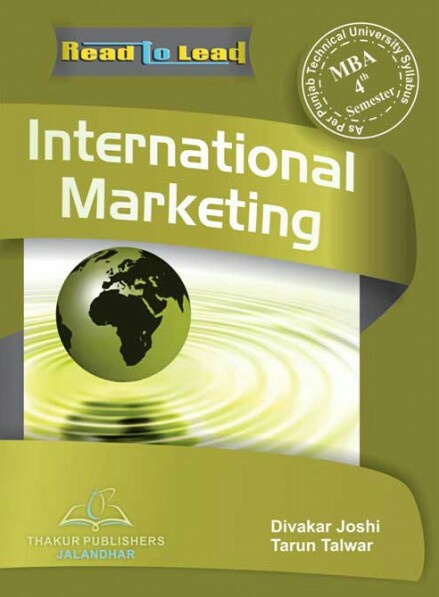 Read to Lead
As Per Punjab Technical University Syllabus
MBA
4th
Semester
International
Marketing
THAKUR PUBLISHERS
JALANDHAR
Divakar Joshi
Tarun Talwar